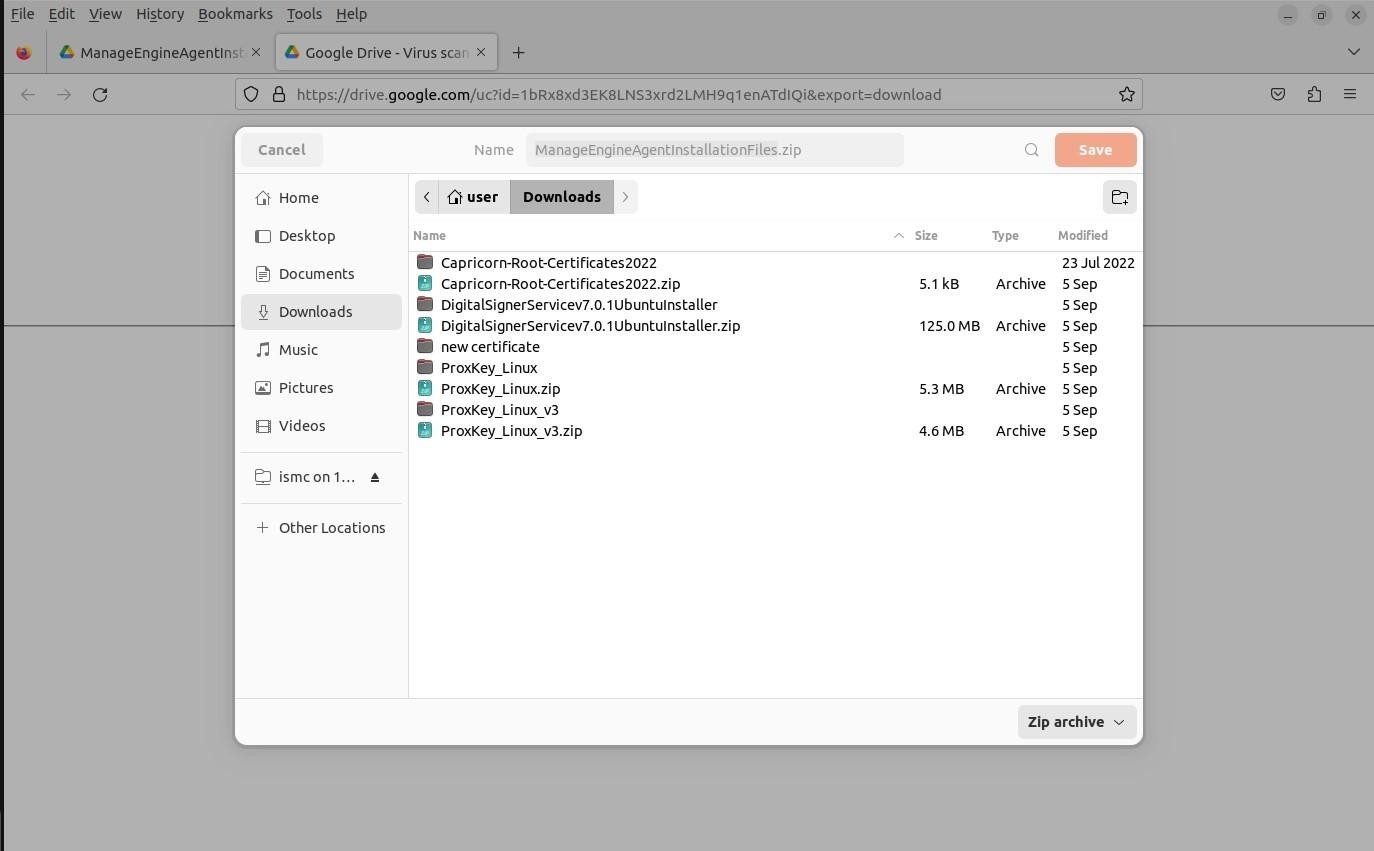 File Edit View History Bookmarks Tools Help
ManageEngineAgentInst
Google Drive - Virus scan
https://drive.google.com/uc?id=1bRx8xd3EK8LNS3xrd2LMH9q1enATdIQi&export=download
Cancel Name ManageEngineAgentInstallationFiles.zip Save
Home
Desktop
Documents
Downloads
Music
Pictures
Videos
ismc on 1…
Other Locations
user Downloads
Name Size Type Modified
Capricorn-Root-Certificates2022 23 Jul 2022
Capricorn-Root-Certificates2022.zip 5.1 kB Archive 5 Sep
DigitalSignerServicev7.0.1UbuntuInstaller 5 Sep
DigitalSignerServicev7.0.1UbuntuInstaller.zip 125.0 MB Archive 5 Sep
new certificate 5 Sep
ProxKey_Linux 5 Sep
ProxKey_Linux.zip 5.3 MB Archive 5 Sep
ProxKey_Linux_v3 5 Sep
ProxKey_Linux_v3.zip 4.6 MB Archive 5 Sep
Zip archive